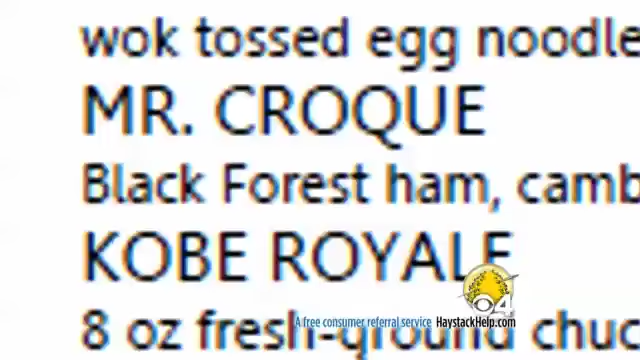 wok tossed egg noodle
MR. CROQUE
Black Forest ham, camb
KOBE ROYALE
4
A free consumer referral service HaystackHelp.com
8 oz fresh-ground chuc